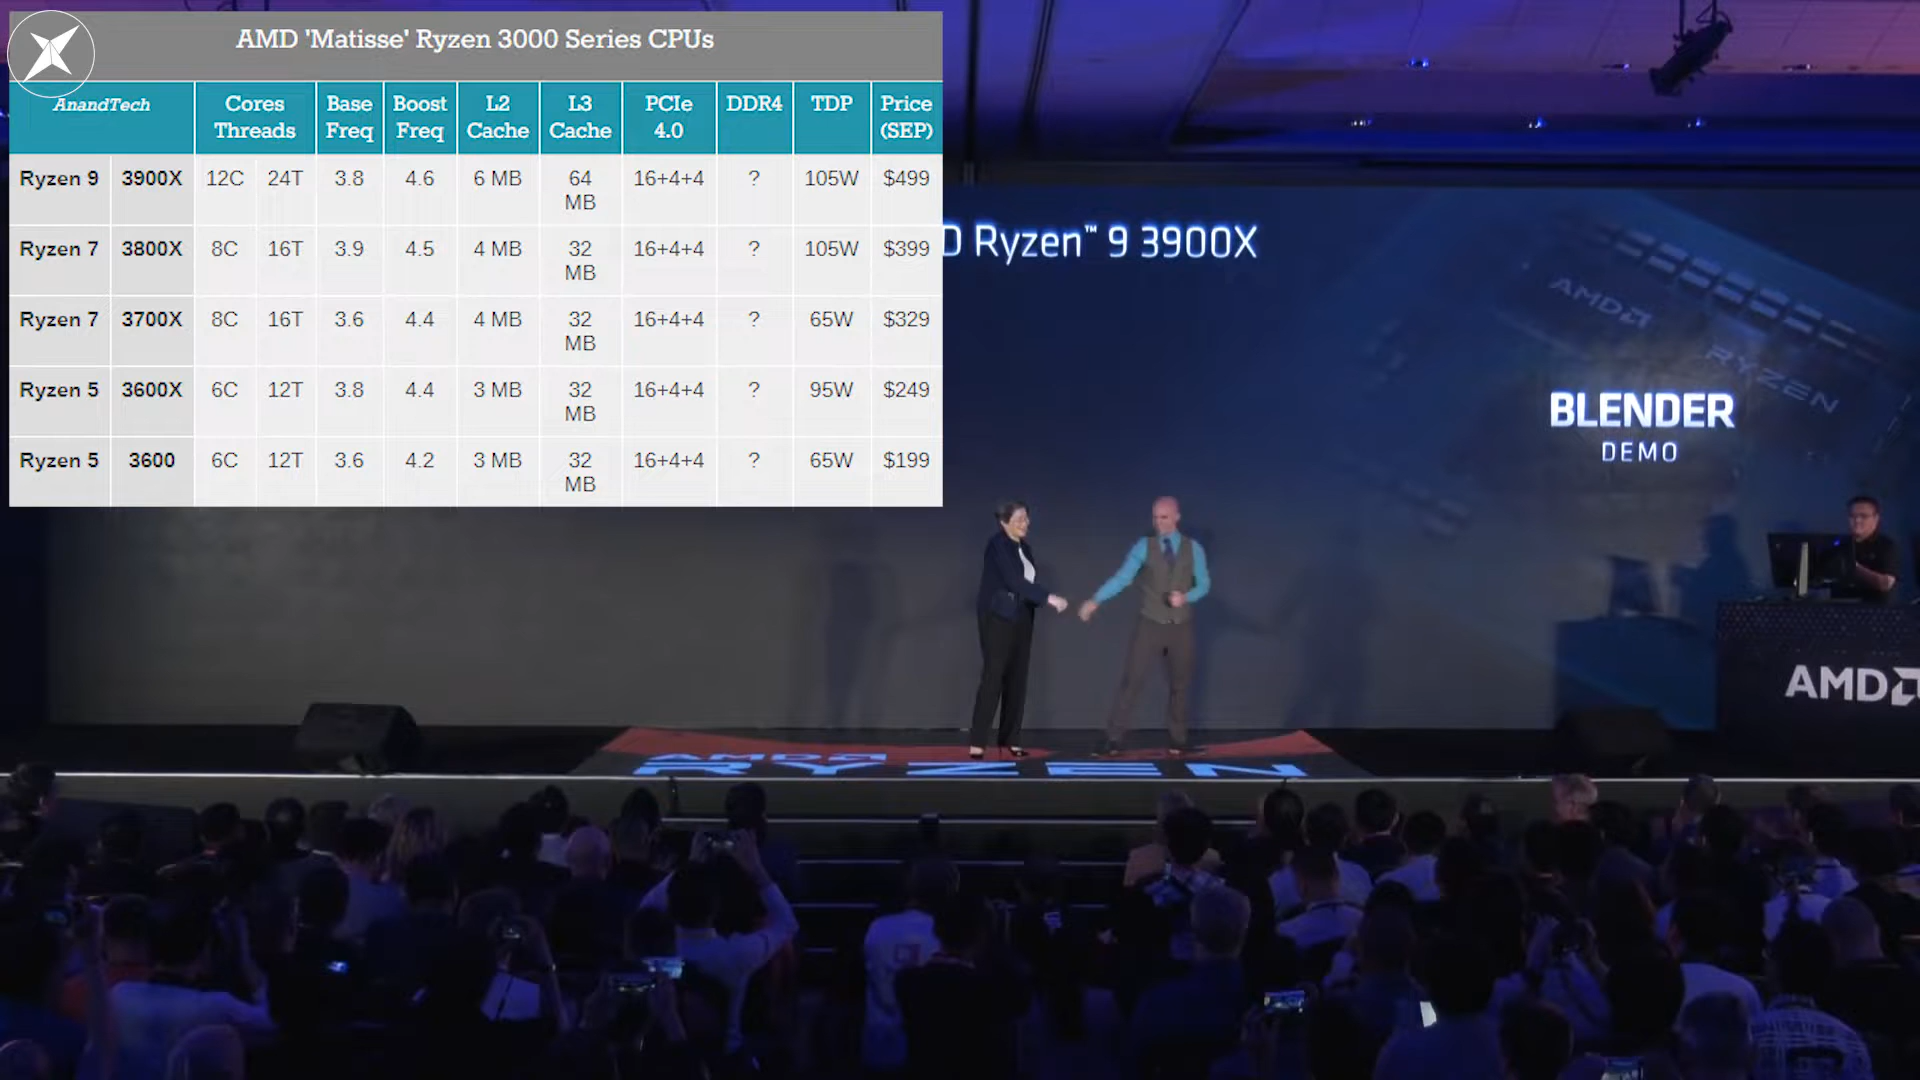 AMD 'Matisse' Ryzen 3000 Series CPUs
AnandTech Cores Threads Base Freq Boost Freq L2 Cache L3 Cache PCIe 4.0 DDR4 TDP Price (SEP)
Ryzen 9 3900X 12C 24T 3.8 4.6 6 MB 64 MB 16+4+4 ? 105W $499
Ryzen 7 3800X 8C 16T 3.9 4.5 4 MB 32 MB 16+4+4 ? 105W $399
Ryzen 7 3700X 8C 16T 3.6 4.4 4 MB 32 MB 16+4+4 ? 65W $329
Ryzen 5 3600X 6C 12T 3.8 4.4 3 MB 32 MB 16+4+4 ? 95W $249
Ryzen 5 3600 6C 12T 3.6 4.2 3 MB 32 MB 16+4+4 ? 65W $199
D Ryzen™ 9 3900X
AMD
RYZEN
BLENDER
DEMO
AMD
AMD
RYZEN